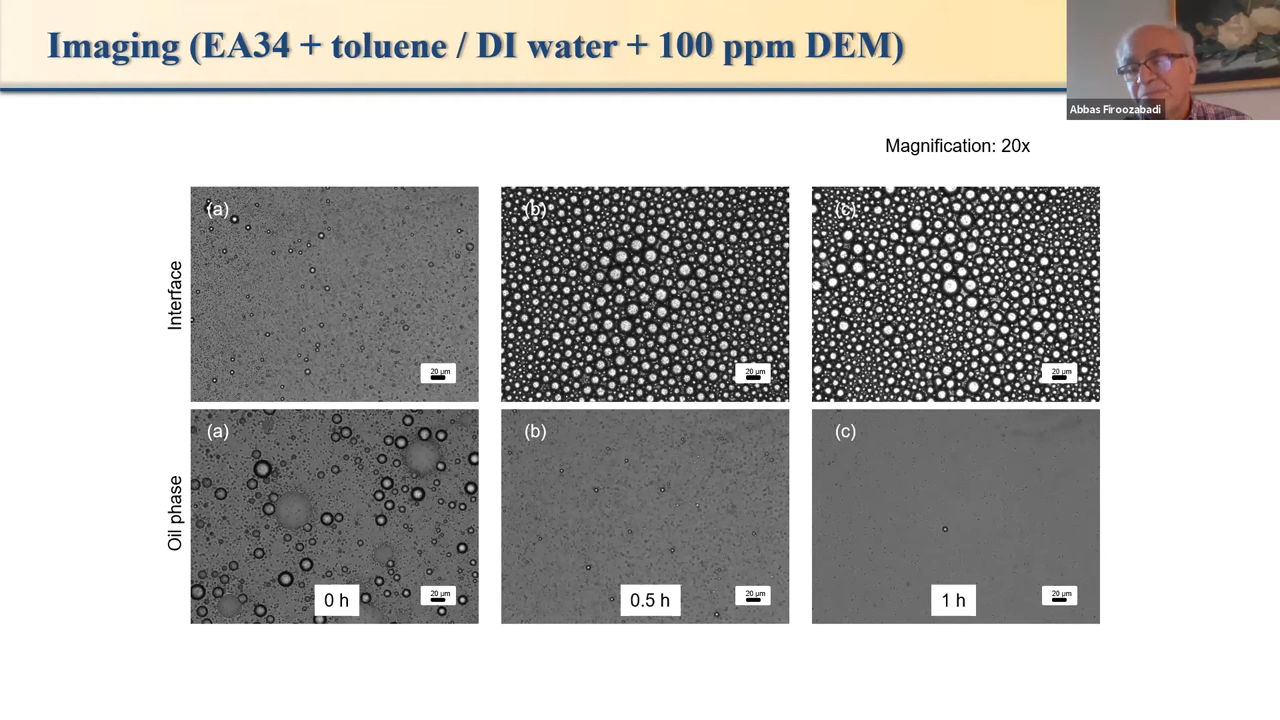 Imaging (EA34 + toluene / DI water + 100 ppm DEM)
Abbas Firoozabadi
Magnification: 20x
Interface
(a)
20 µm
(b)
20 µm
(c)
20 µm
Oil phase
(a)
0 h
20 µm
(b)
0.5 h
20 µm
(c)
1 h
20 µm